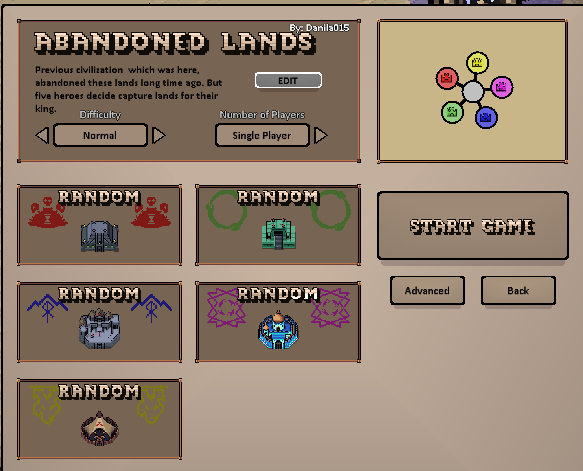 By: Danila015
ABANDONED LANDS
Previous civilisation which was here,
abandoned these lands long time ago. But
five heroes decide capture lands for their
king.
EDIT
Difficulty
Number of Players
Normal
Single Player
RANDOM
RANDOM
START GAME
RANDOM
RANDOM
Advanced
Back
RANDOM